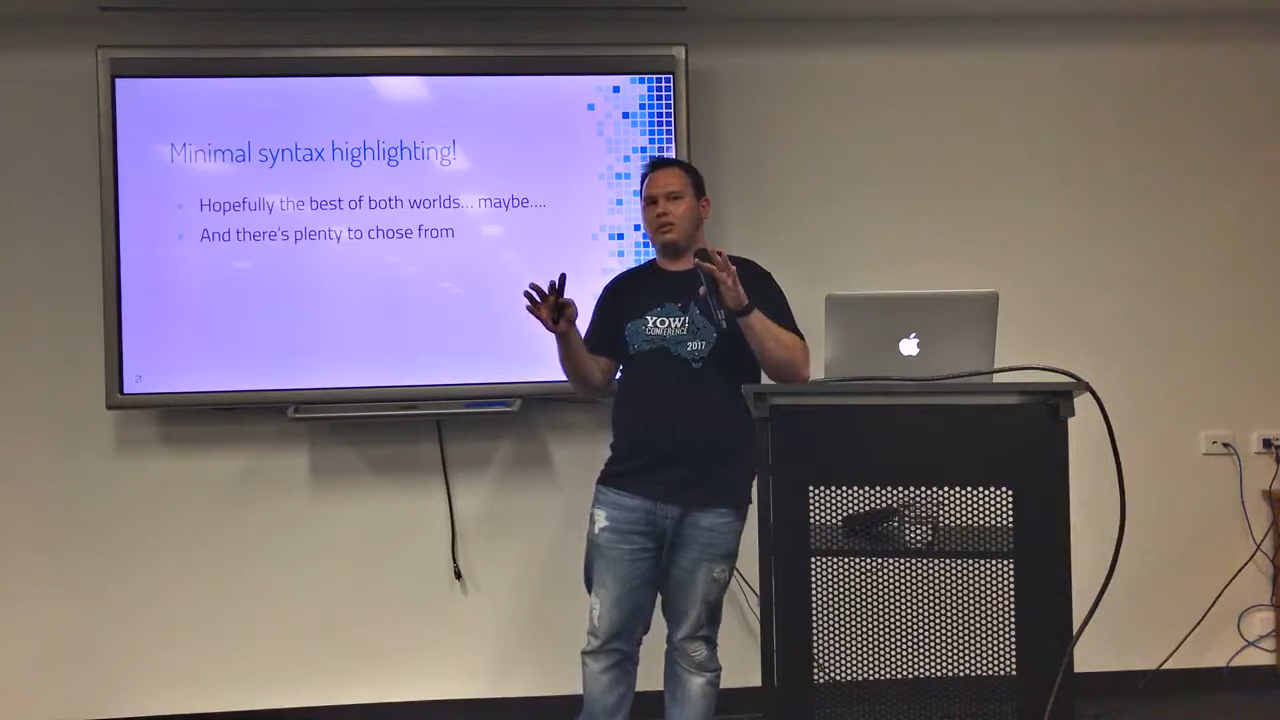 Minimal syntax highlighting!
Hopefully the best of both worlds... maybe....
And there's plenty to chose from
21
YOW!
CONFERENCE
2017